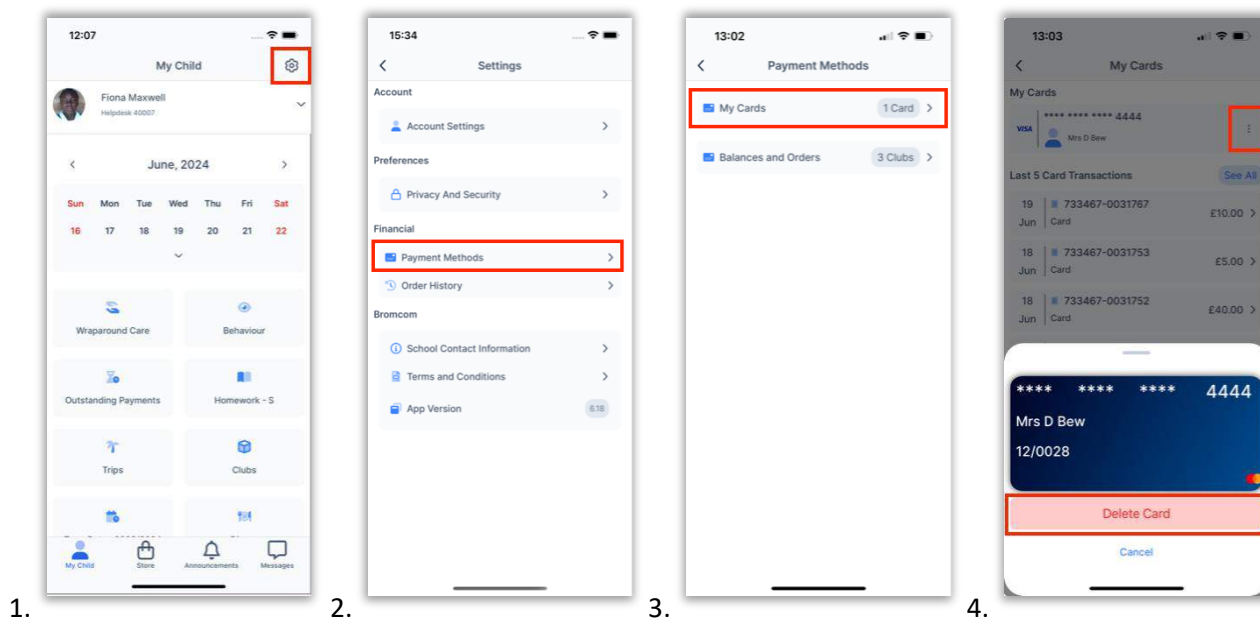 12:07
My Child
Fiona Maxwell
Helpdesk 40007
June, 2024
Sun Mon Tue Wed Thu Fri Sat
16 17 18 19 20 21 22
Wraparound Care Behaviour
Outstanding Payments Homework - S
Trips Clubs
My Child Store Announcements Messages
1.
15:34
Settings
Account
Account Settings
Preferences
Privacy And Security
Financial
Payment Methods
Order History
Bromcom
School Contact Information
Terms and Conditions
App Version 6.18
2.
13:02
Payment Methods
My Cards 1 Card
Balances and Orders 3 Clubs
3.
13:03
My Cards
My Cards
VISA **** **** **** 4444
Mrs D Bew
Last 5 Card Transactions See All
19 733467-0031767 £10.00
Jun Card
18 733467-0031753 £5.00
Jun Card
18 733467-0031752 £40.00
Jun Card
**** **** **** 4444
Mrs D Bew
12/0028
Delete Card
Cancel
4.